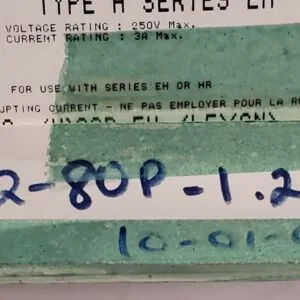 TYPE H SERIES EH
VOLTAGE RATING : 250V Max.
CURRENT RATING : 3A Max.
FOR USE WITH SERIES EH OR HR
UPTING CURRENT - NE PAS EMPLOYER POUR LA R
2-80P-1.2
10-01-